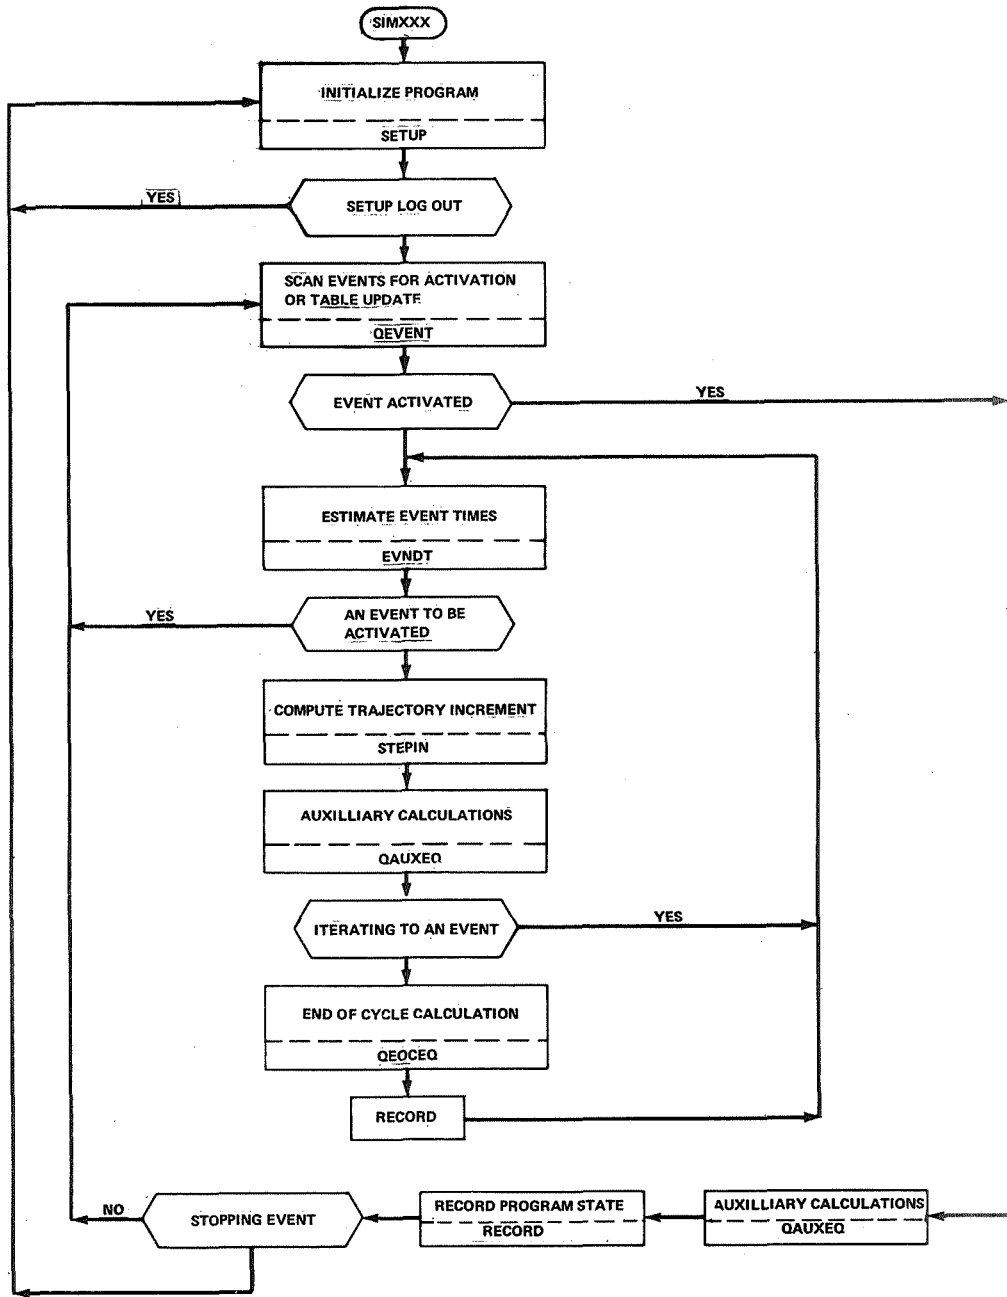 SIMXXX
INITIALIZE PROGRAM
SETUP
YES
SETUP LOG OUT
SCAN EVENTS FOR ACTIVATION
OR TABLE UPDATE
QEVENT
EVENT ACTIVATED
YES
ESTIMATE EVENT TIMES
EVNDT
YES
AN EVENT TO BE
ACTIVATED
COMPUTE TRAJECTORY INCREMENT
STEPIN
AUXILLIARY CALCULATIONS
QAUXEQ
ITERATING TO AN EVENT
YES
END OF CYCLE CALCULATION
QEOCEQ
RECORD
NO
STOPPING EVENT
RECORD PROGRAM STATE
RECORD
AUXILLIARY CALCULATIONS
QAUXEQ